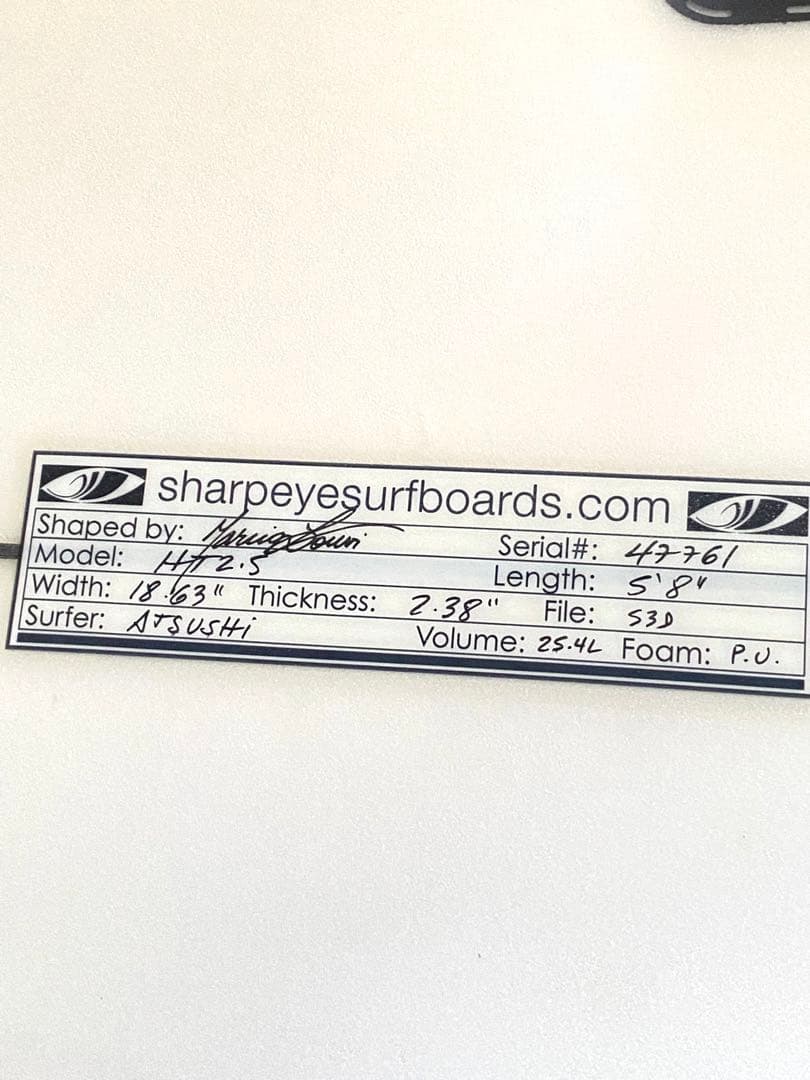 sharpeyesurfboards.com
Shaped by: Serial#: 47761
Model: HT2.5 Length: 5'8"
Width: 18.63" Thickness: 2.38" File: S3D
Surfer: ATSUSHi Volume: 25.4L Foam: P.U.